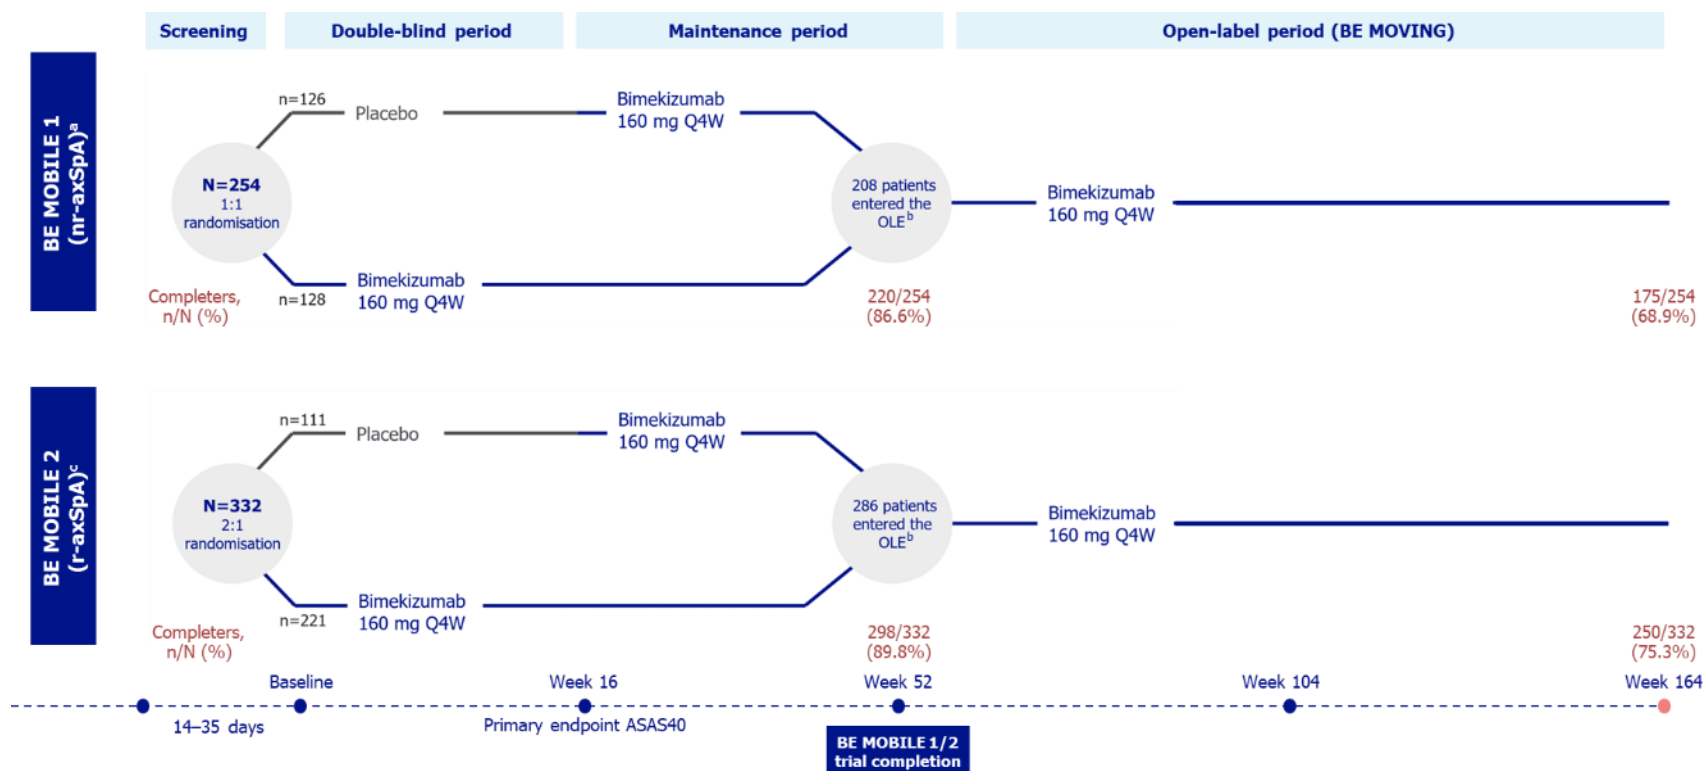 Screening
Double-blind period
Maintenance period
Open-label period (BE MOVING)
BE MOBILE 1
(nr-axSpA)ᵃ
N=254
1:1
randomisation
n=126
Placebo
Bimekizumab
160 mg Q4W
n=128
Bimekizumab
160 mg Q4W
208 patients
entered the
OLEᵇ
Bimekizumab
160 mg Q4W
Completers,
n/N (%)
220/254
(86.6%)
175/254
(68.9%)
BE MOBILE 2
(r-axSpA)ᶜ
N=332
2:1
randomisation
n=111
Placebo
Bimekizumab
160 mg Q4W
n=221
Bimekizumab
160 mg Q4W
286 patients
entered the
OLEᵇ
Bimekizumab
160 mg Q4W
Completers,
n/N (%)
298/332
(89.8%)
250/332
(75.3%)
Baseline
Week 16
Week 52
Week 104
Week 164
14–35 days
Primary endpoint ASAS40
BE MOBILE 1/2
trial completion